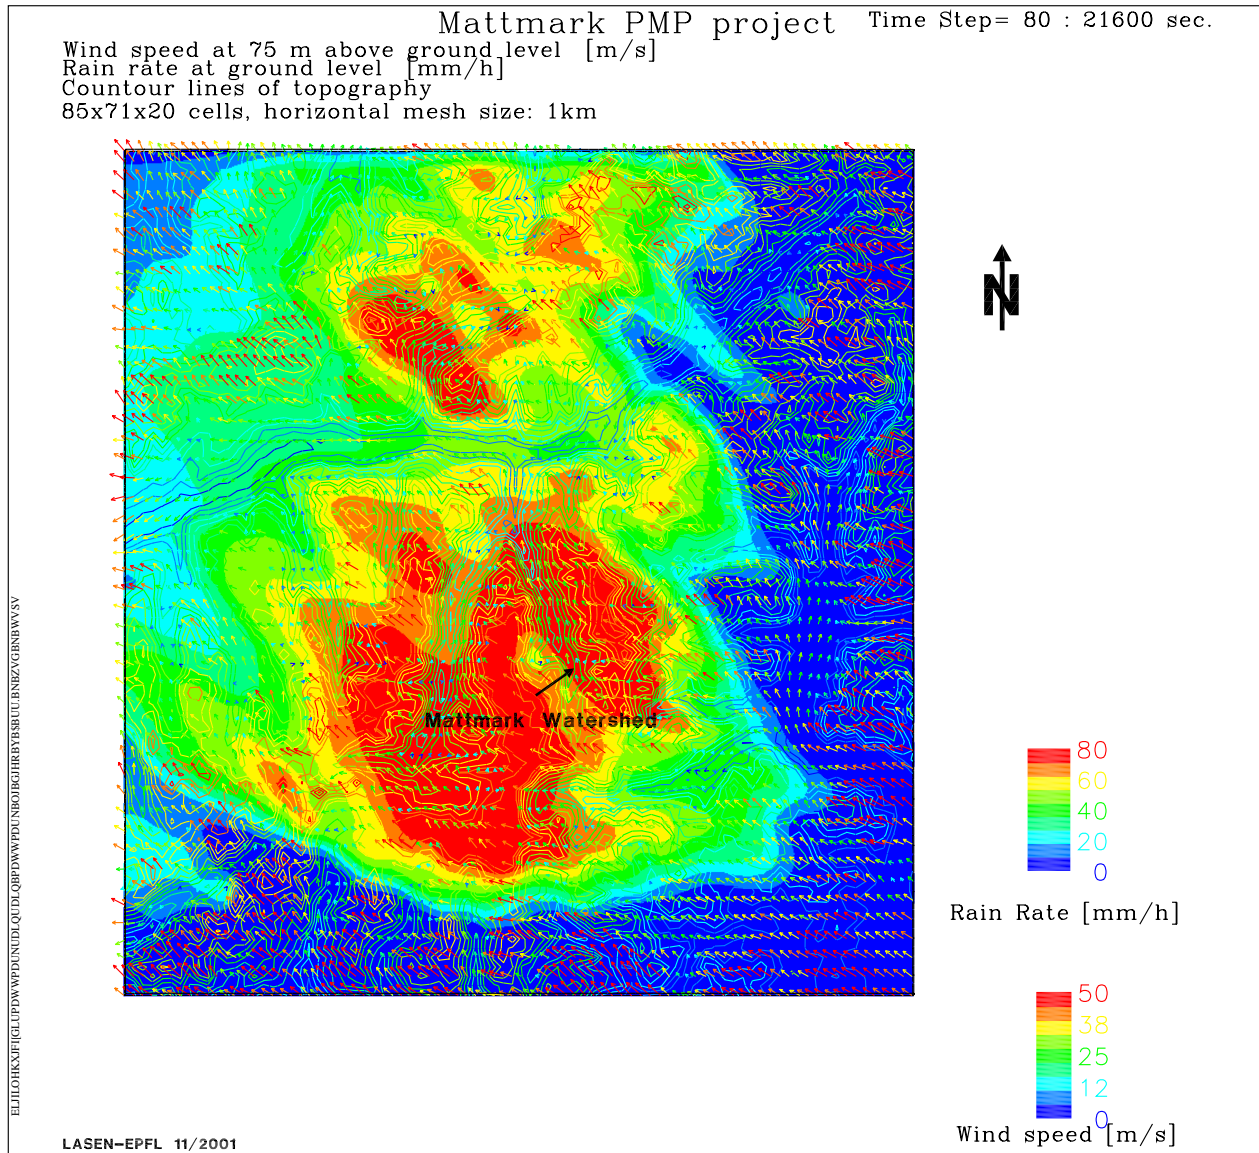 Mattmark PMP project
Time Step= 80 : 21600 sec.
Wind speed at 75 m above ground level [m/s]
Rain rate at ground level [mm/h]
Countour lines of topography
85x71x20 cells, horizontal mesh size: 1km
N
Mattmark Watershed
80
60
40
20
0
Rain Rate [mm/h]
50
38
25
12
0
Wind speed [m/s]
LASEN-EPFL 11/2001